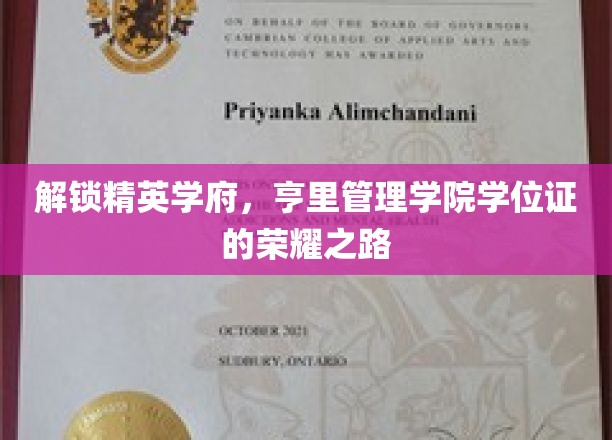 ON BEHALF OF THE BOARD OF GOVERNORS,
CAMBRIAN COLLEGE OF APPLIED ARTS AND
TECHNOLOGY HAS AWARDED
Priyanka Alimchandani
解锁精英学府，亨里管理学院学位证
的荣耀之路
ADDICTIONS AND MENTAL HEALTH
OCTOBER 2021
SUDBURY, ONTARIO